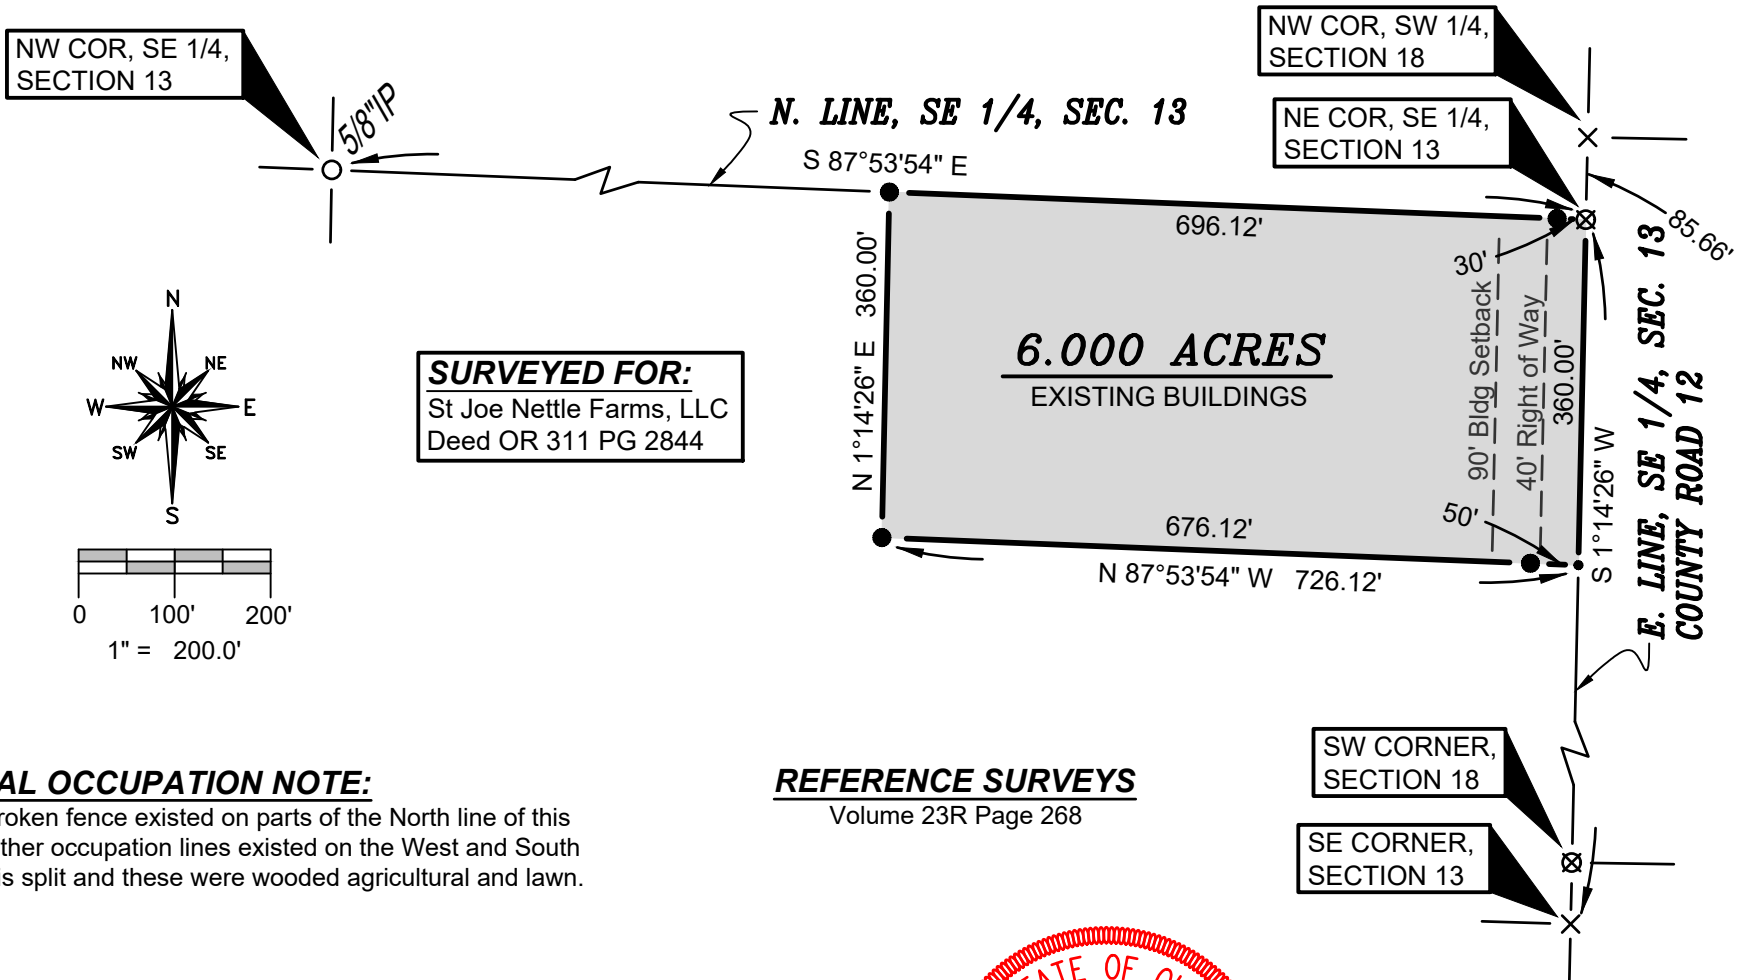 NW COR, SE 1/4,
SECTION 13
5/8"IP
N. LINE, SE 1/4, SEC. 13
S 87°53'54" E
NW COR, SW 1/4,
SECTION 18
NE COR, SE 1/4,
SECTION 13
85.66'
696.12'
30'
N 1°14'26" E 360.00'
6.000 ACRES
EXISTING BUILDINGS
90' Bldg Setback
40' Right of Way
360.00'
S 1°14'26" W
E. LINE, SE 1/4, SEC. 13
COUNTY ROAD 12
50'
676.12'
N 87°53'54" W 726.12'
N
NW
NE
W
E
SW
SE
S
SURVEYED FOR:
St Joe Nettle Farms, LLC
Deed OR 311 PG 2844
0 100' 200'
1" = 200.0'
AL OCCUPATION NOTE:
roken fence existed on parts of the North line of this
ther occupation lines existed on the West and South
is split and these were wooded agricultural and lawn.
REFERENCE SURVEYS
Volume 23R Page 268
SW CORNER,
SECTION 18
SE CORNER,
SECTION 13
ATE OF O